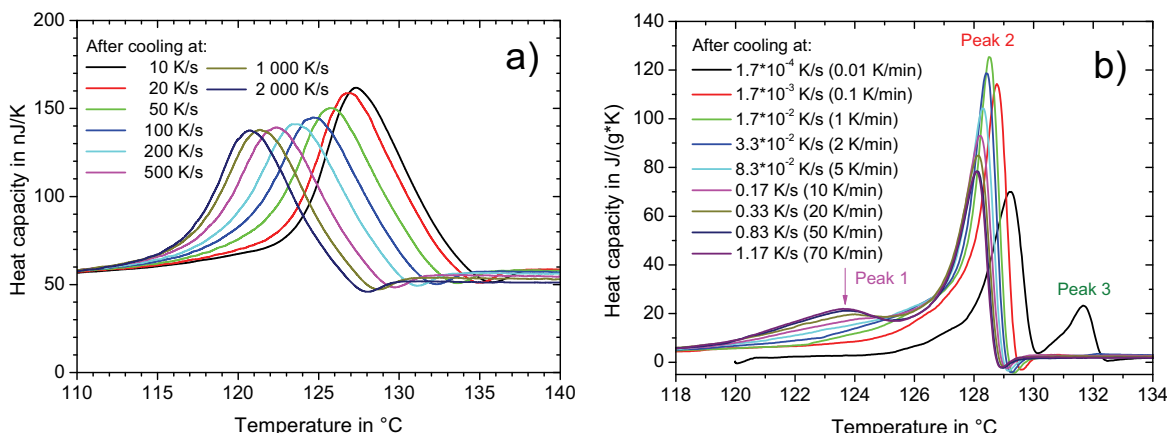 a)
After cooling at:
10 K/s
20 K/s
50 K/s
100 K/s
200 K/s
500 K/s
1 000 K/s
2 000 K/s
Heat capacity in nJ/K
200
150
100
50
0
110 115 120 125 130 135 140
Temperature in °C
b)
After cooling at:
1.7*10⁻⁴ K/s (0.01 K/min)
1.7*10⁻³ K/s (0.1 K/min)
1.7*10⁻² K/s (1 K/min)
3.3*10⁻² K/s (2 K/min)
8.3*10⁻² K/s (5 K/min)
0.17 K/s (10 K/min)
0.33 K/s (20 K/min)
0.83 K/s (50 K/min)
1.17 K/s (70 K/min)
Peak 2
Peak 1
Peak 3
Heat capacity in J/(g*K)
140
120
100
80
60
40
20
0
118 120 122 124 126 128 130 132 134
Temperature in °C